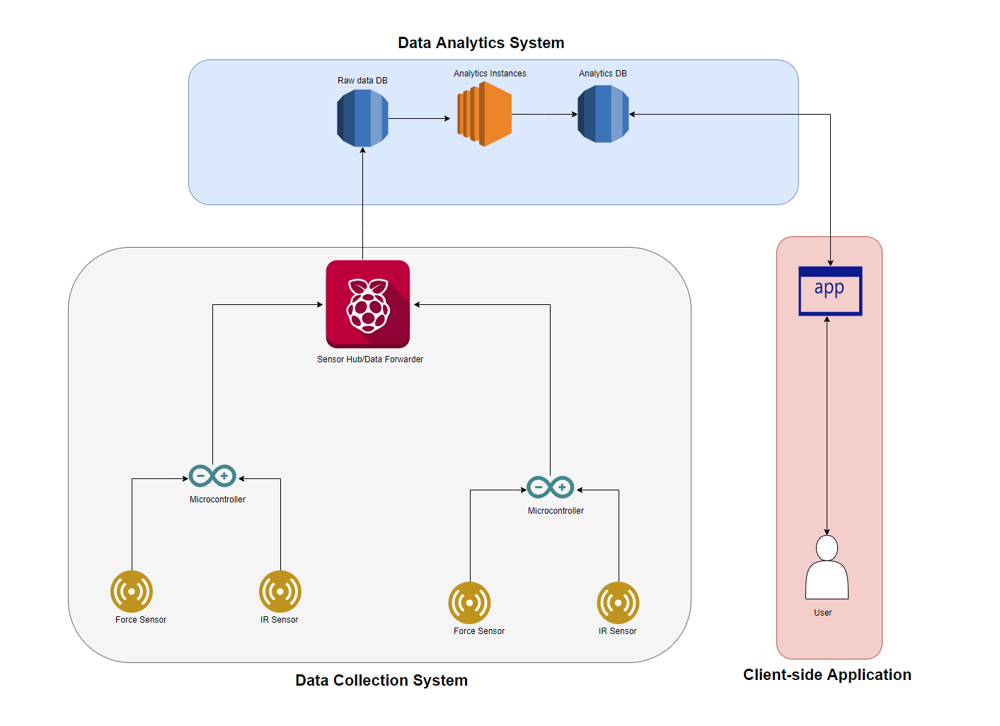 Data Analytics System
Raw data DB
Analytics Instances
Analytics DB
app
Sensor Hub/Data Forwarder
Microcontroller
Microcontroller
Force Sensor
IR Sensor
Force Sensor
IR Sensor
User
Data Collection System
Client-side Application